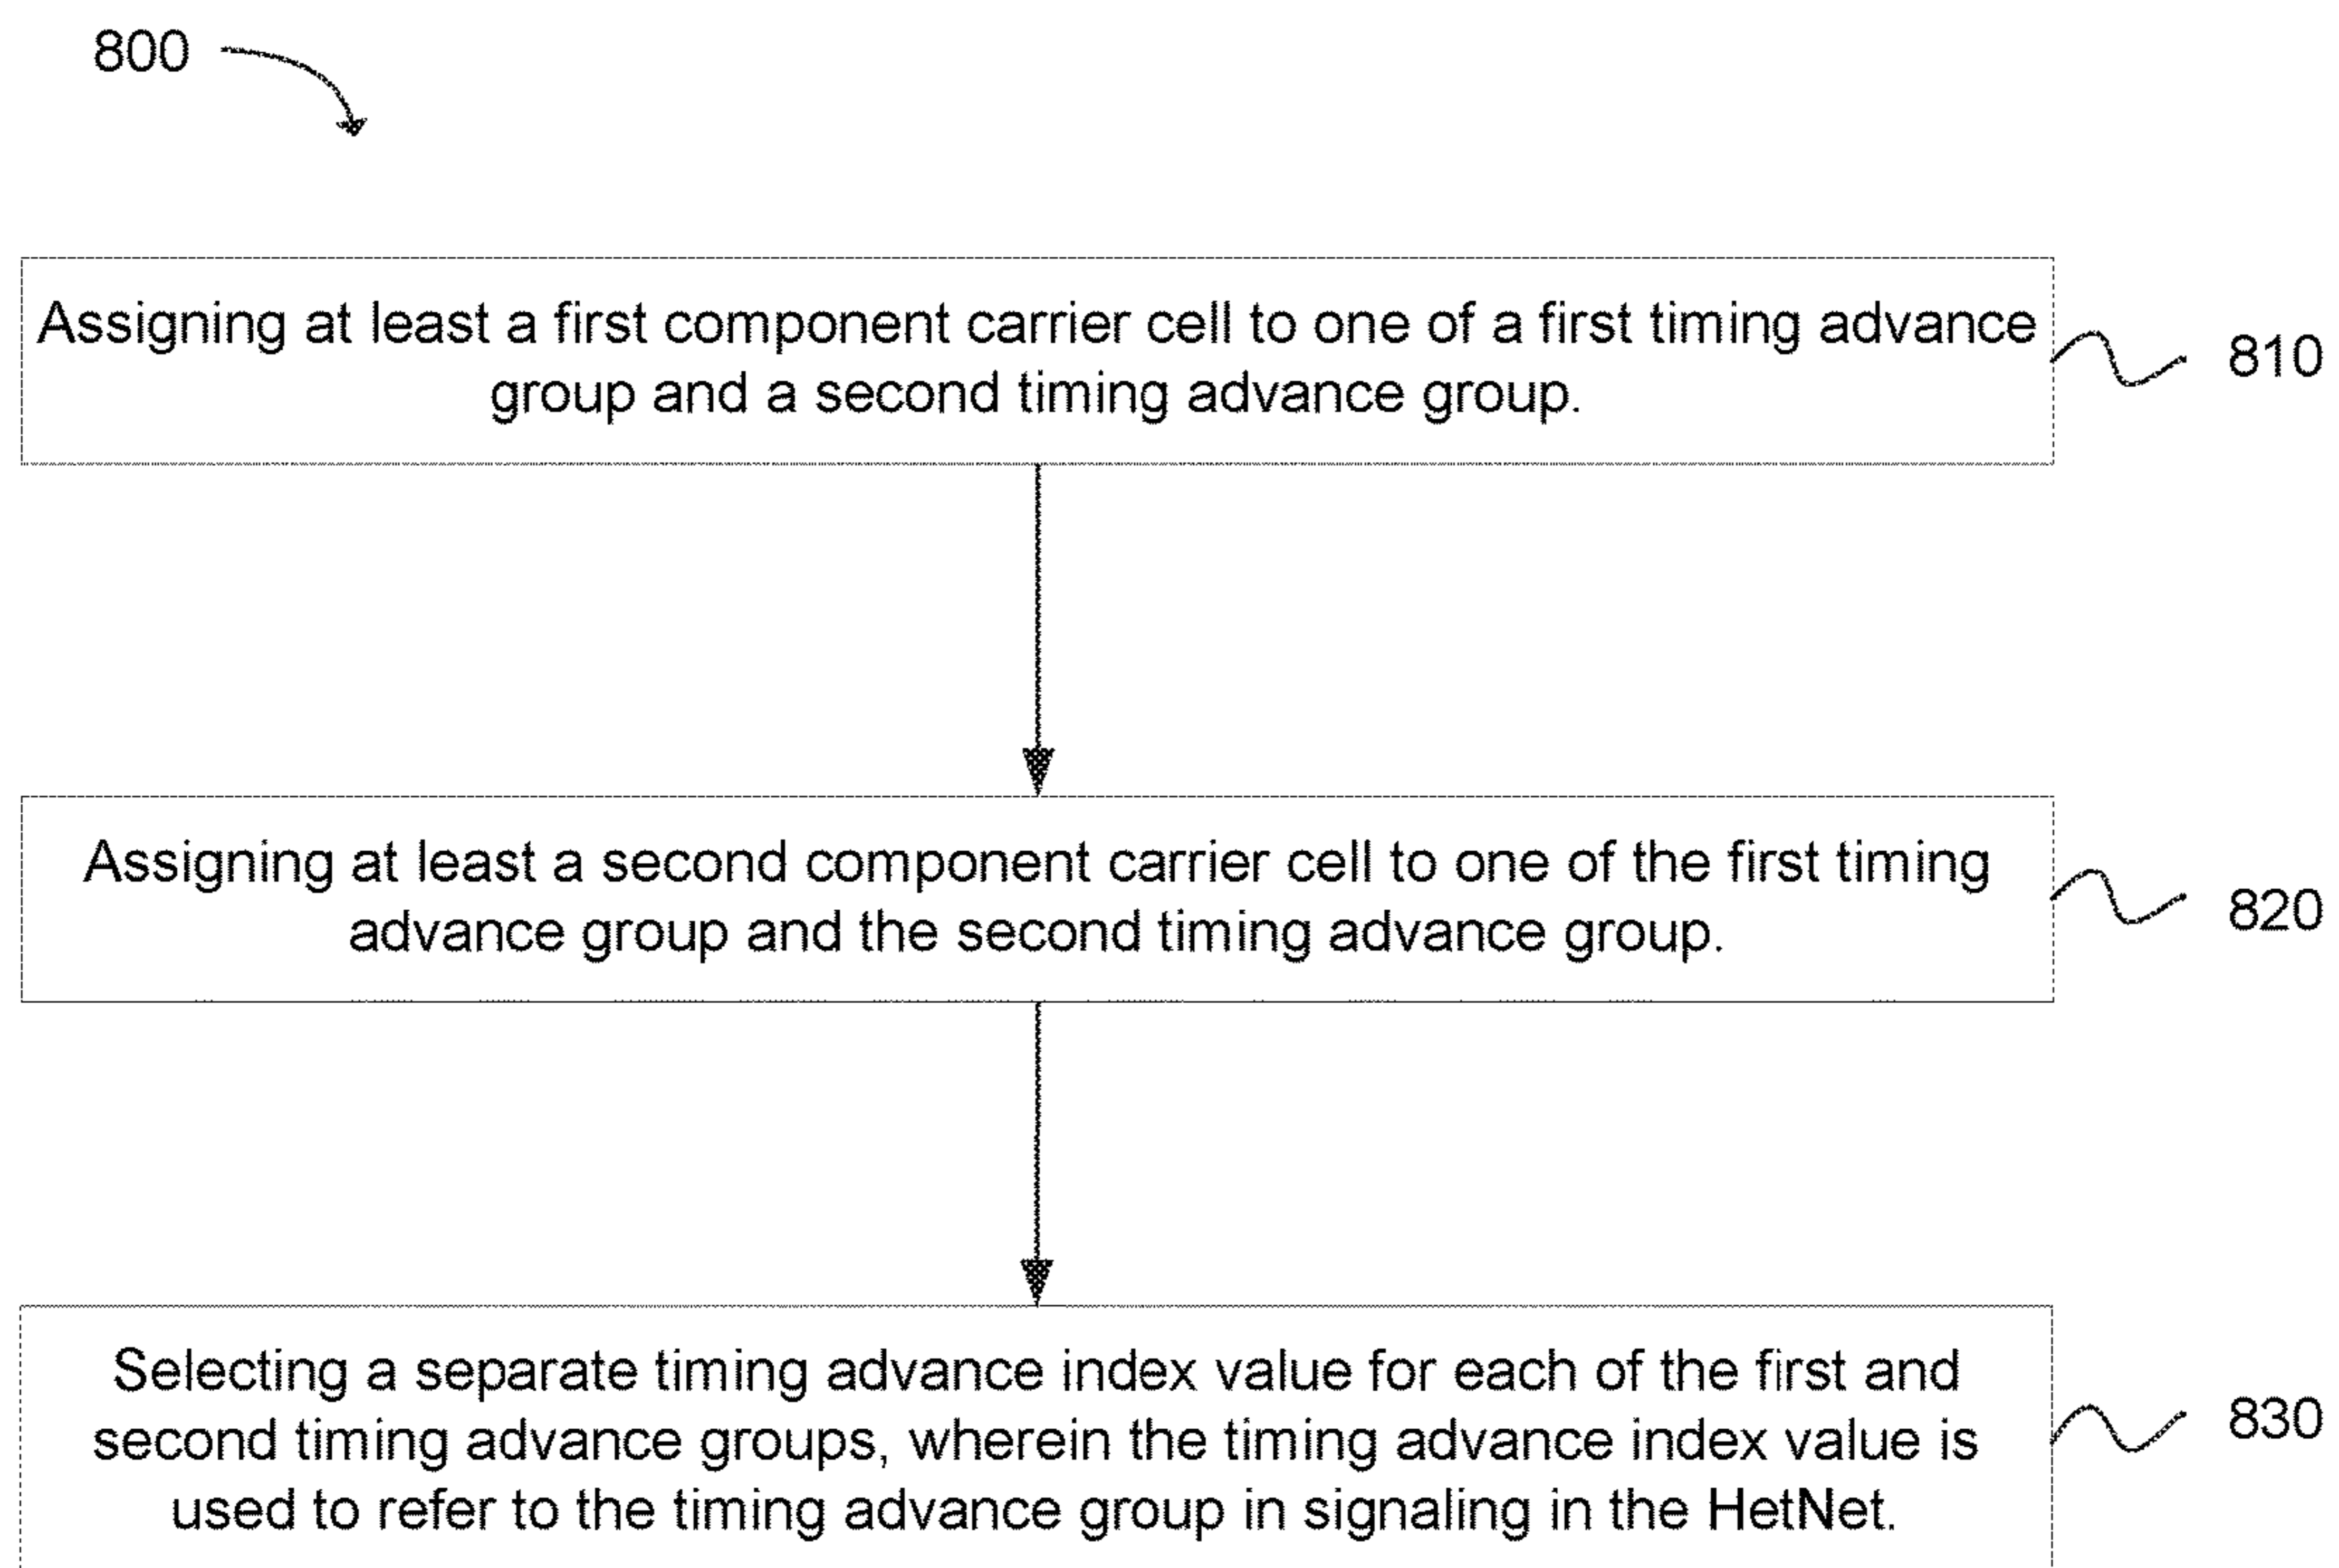 800
Assigning at least a first component carrier cell to one of a first timing advance
group and a second timing advance group.
810
Assigning at least a second component carrier cell to one of the first timing
advance group and the second timing advance group.
820
Selecting a separate timing advance index value for each of the first and
second timing advance groups, wherein the timing advance index value is
used to refer to the timing advance group in signaling in the HetNet.
830